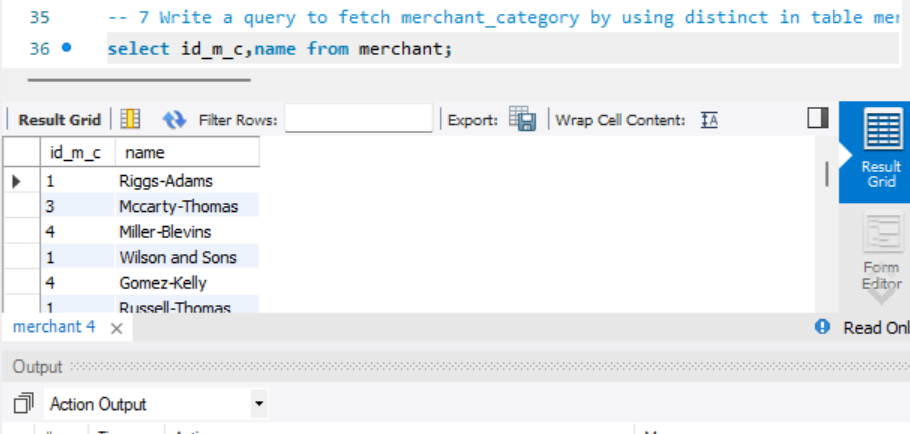 35 -- 7 Write a query to fetch merchant_category by using distinct in table
36 select id_m_c,name from merchant;
Result Grid Filter Rows: Export: Wrap Cell Content: IA
id_m_c name
1 Riggs-Adams
3 Mccarty-Thomas
4 Miller-Blevins
1 Wilson and Sons
4 Gomez-Kelly
1 Russell-Thomas
Result
Grid
Form
Editor
merchant 4 Read
Output
Action Output